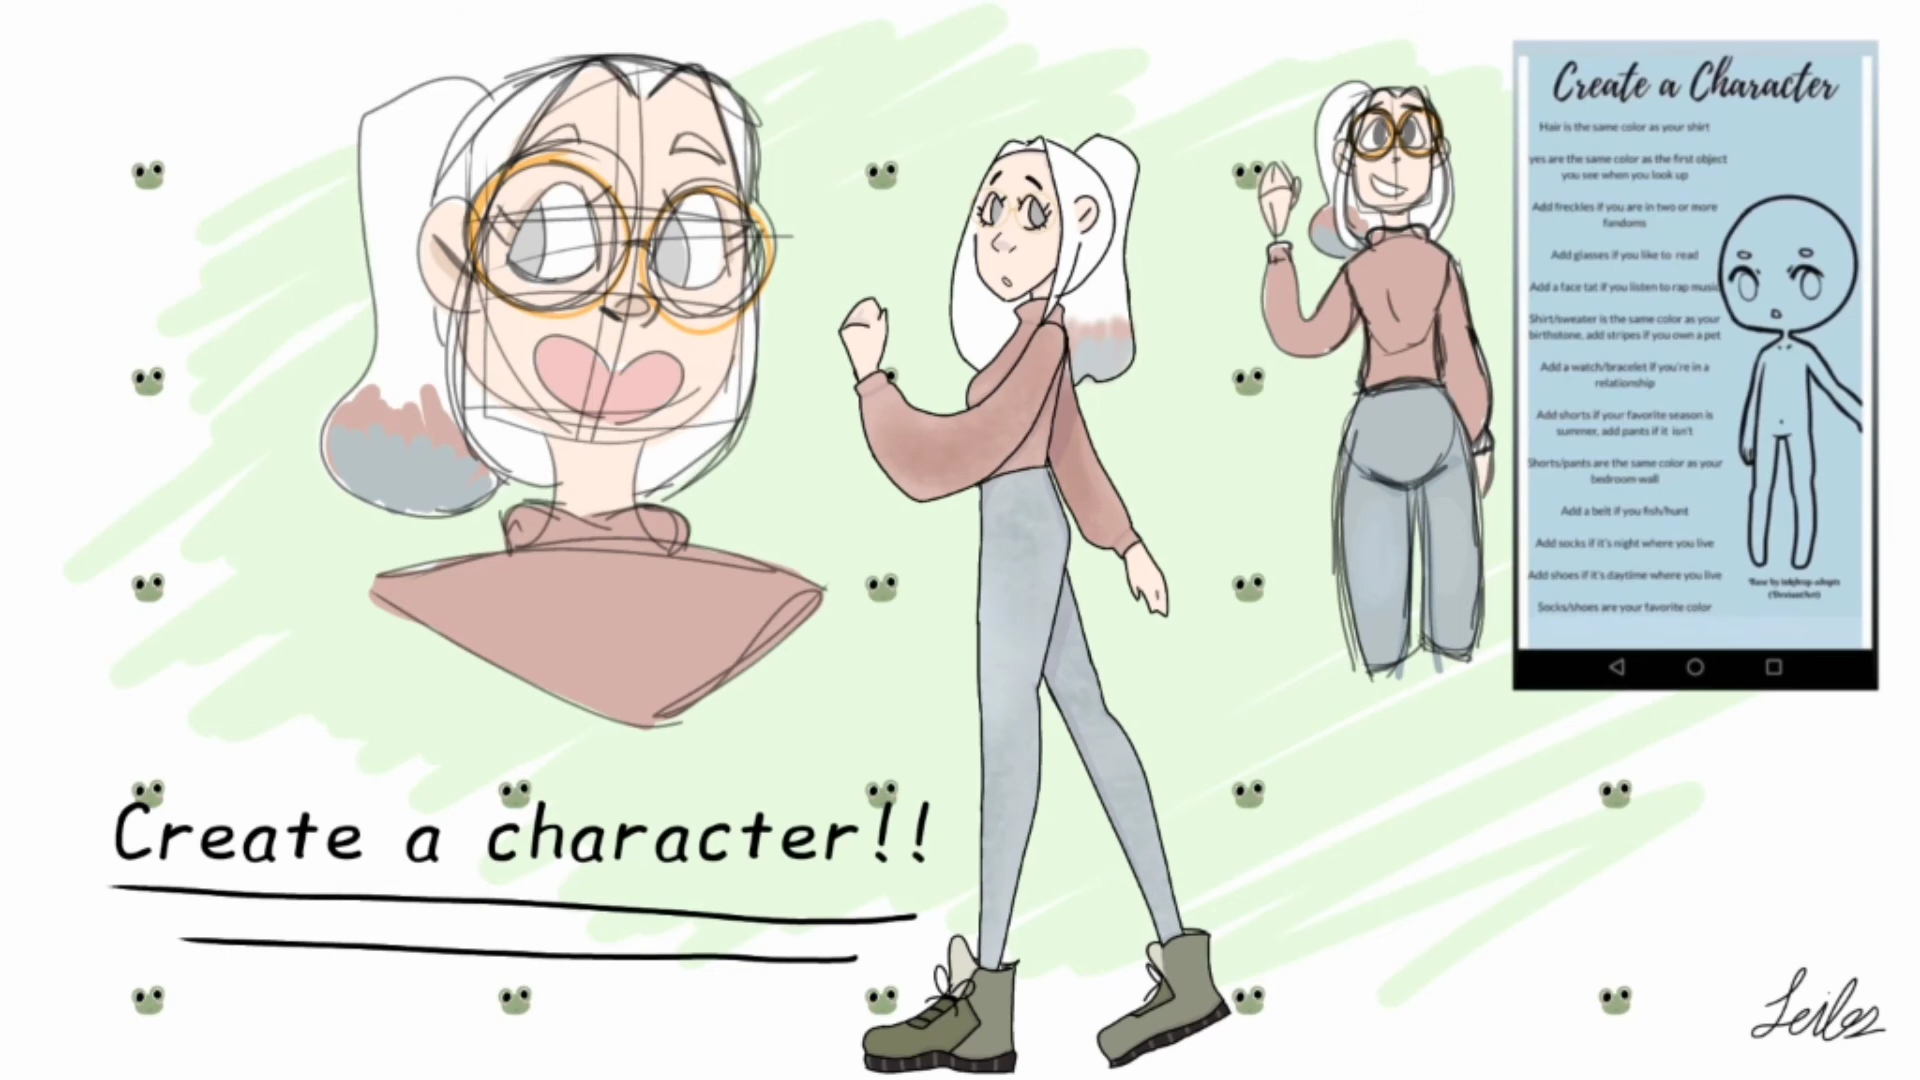 Create a Character
Hair is the same color as your shirt
yes are the same color as the first object
you see when you look up
Add freckles if you are in two or more
fandoms
Add glasses if you like to read
Add a face tat if you listen to rap music
Shirt/sweater is the same color as your
birthstone, add stripes if you own a pet
Add a watch/bracelet if you're in a
relationship
Add shorts if your favorite season is
summer, add pants if it isn't
Shorts/pants are the same color as your
bedroom wall
Add a belt if you fish/hunt
Add socks if it's night where you live
Add shoes if it's daytime where you live
Socks/shoes are your favorite color
Base by inkdrop-adopts
(DeviantArt)
Create a character!!